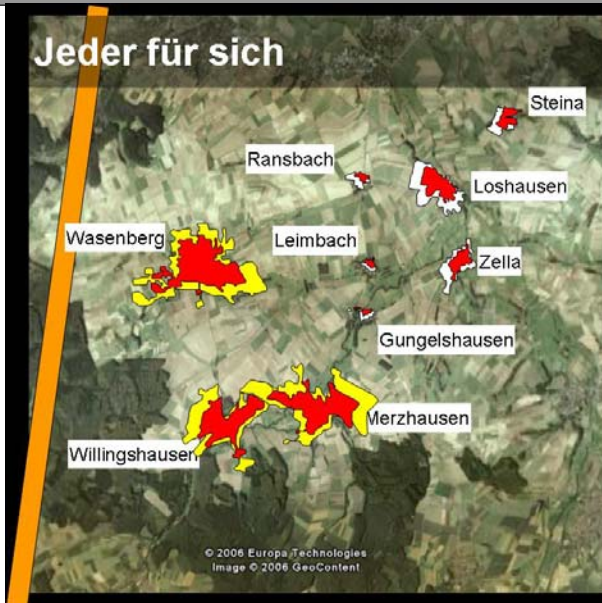 Jeder für sich
Steina
Ransbach
Loshausen
Wasenberg
Leimbach
Zella
Gungelshausen
Merzhausen
Willingshausen
© 2006 Europa Technologies
Image © 2006 GeoContent